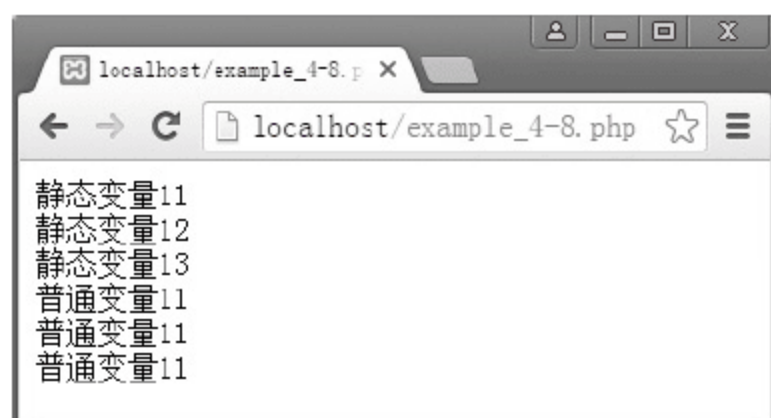 localhost/example_4-8.p
localhost/example_4-8.php
静态变量11
静态变量12
静态变量13
普通变量11
普通变量11
普通变量11